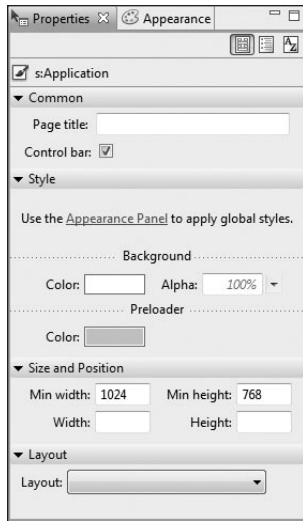 Properties Appearance
s:Application
Common
Page title:
Control bar:
Style
Use the Appearance Panel to apply global styles.
Background
Color: Alpha: 100%
Preloader
Color:
Size and Position
Min width: 1024 Min height: 768
Width: Height:
Layout
Layout: